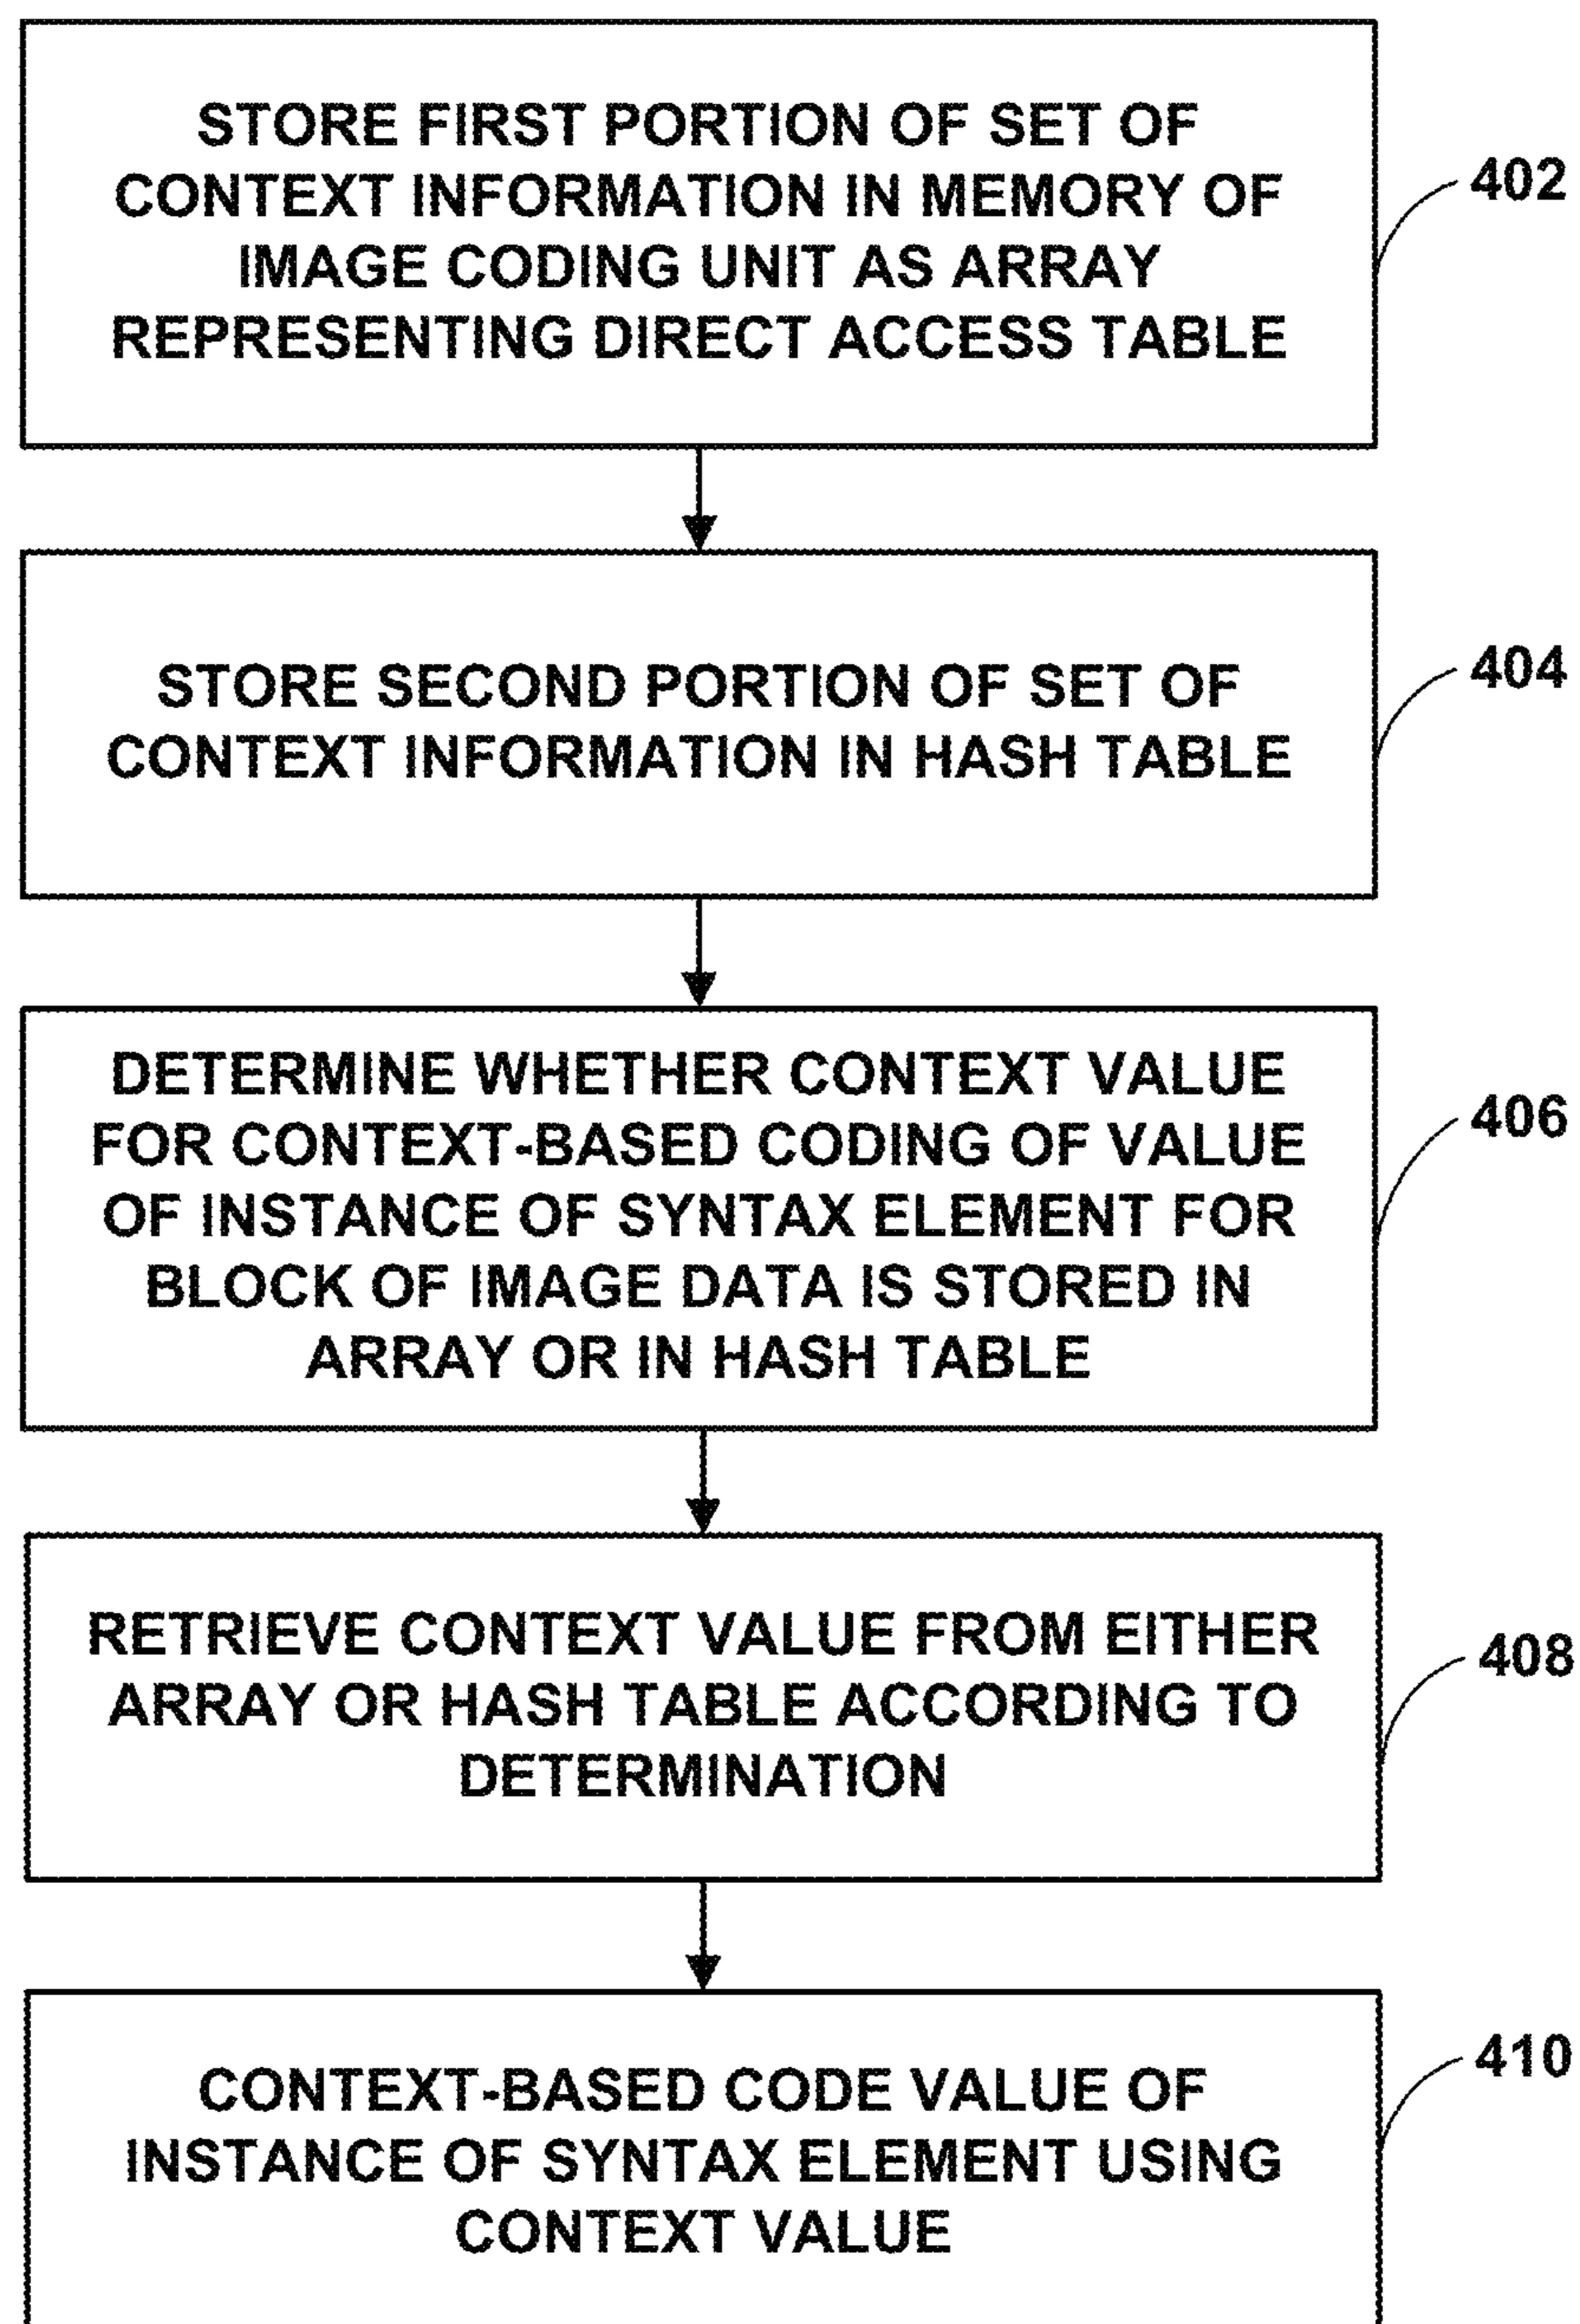 STORE FIRST PORTION OF SET OF
CONTEXT INFORMATION IN MEMORY OF
IMAGE CODING UNIT AS ARRAY
REPRESENTING DIRECT ACCESS TABLE
402
STORE SECOND PORTION OF SET OF
CONTEXT INFORMATION IN HASH TABLE
404
DETERMINE WHETHER CONTEXT VALUE
FOR CONTEXT-BASED CODING OF VALUE
OF INSTANCE OF SYNTAX ELEMENT FOR
BLOCK OF IMAGE DATA IS STORED IN
ARRAY OR IN HASH TABLE
406
RETRIEVE CONTEXT VALUE FROM EITHER
ARRAY OR HASH TABLE ACCORDING TO
DETERMINATION
408
CONTEXT-BASED CODE VALUE OF
INSTANCE OF SYNTAX ELEMENT USING
CONTEXT VALUE
410